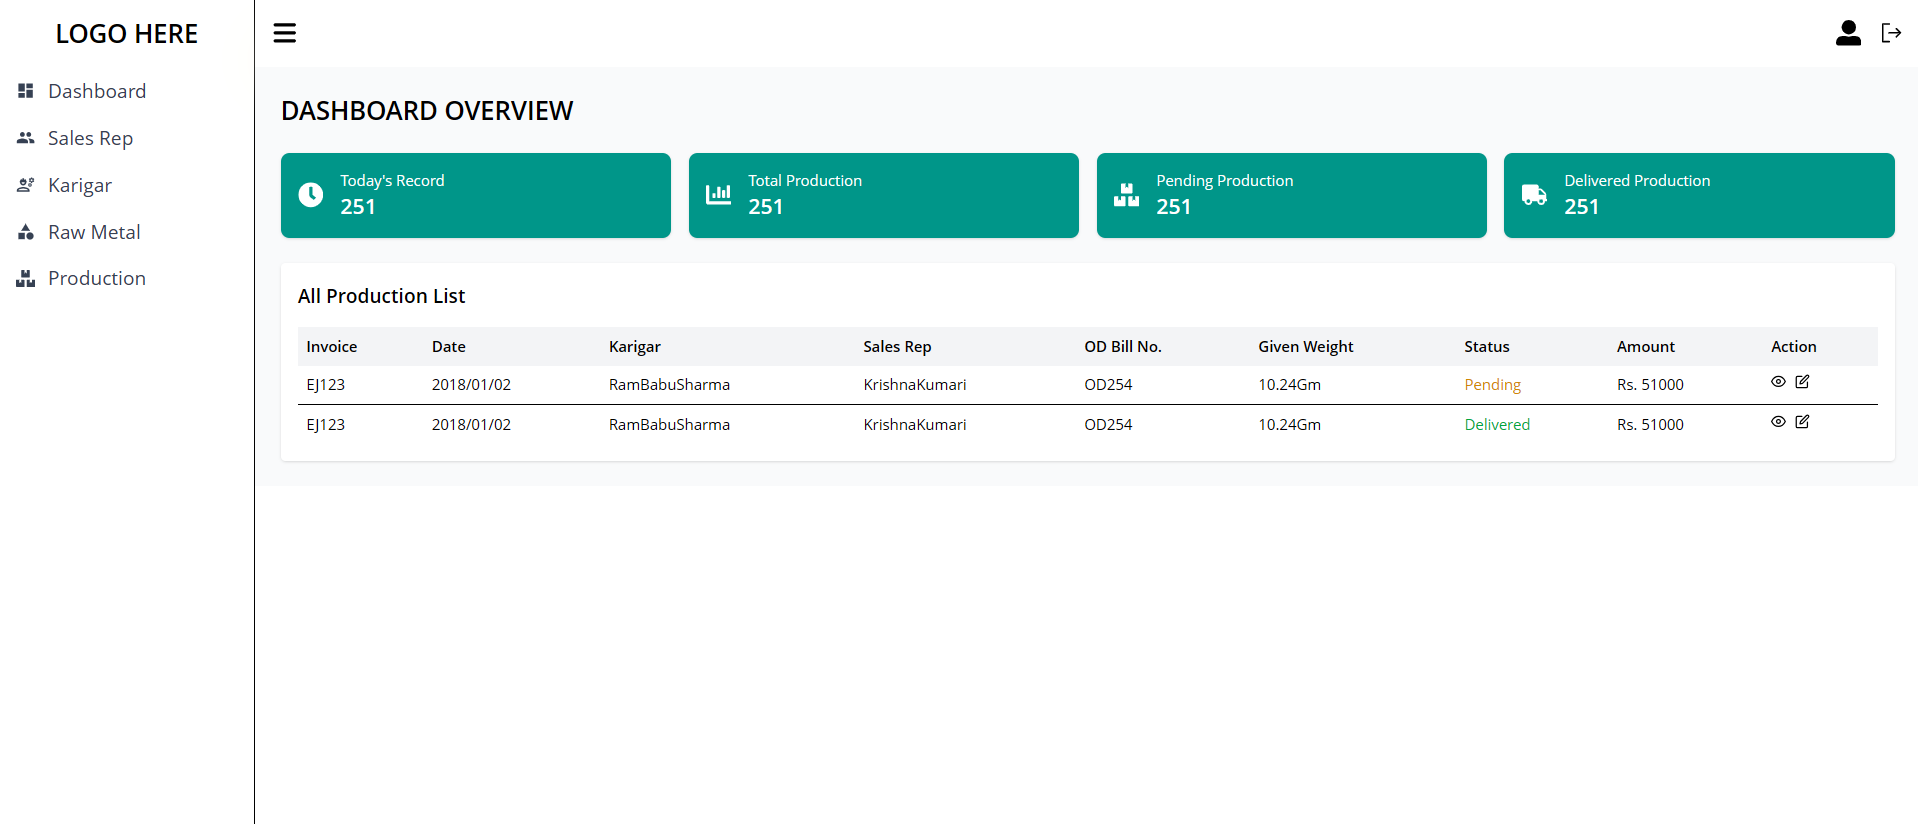 LOGO HERE
Dashboard
Sales Rep
Karigar
Raw Metal
Production
DASHBOARD OVERVIEW
Today's Record
251
Total Production
251
Pending Production
251
Delivered Production
251
All Production List
Invoice Date Karigar Sales Rep OD Bill No. Given Weight Status Amount Action
EJ123 2018/01/02 RamBabuSharma KrishnaKumari OD254 10.24Gm Pending Rs. 51000
EJ123 2018/01/02 RamBabuSharma KrishnaKumari OD254 10.24Gm Delivered Rs. 51000